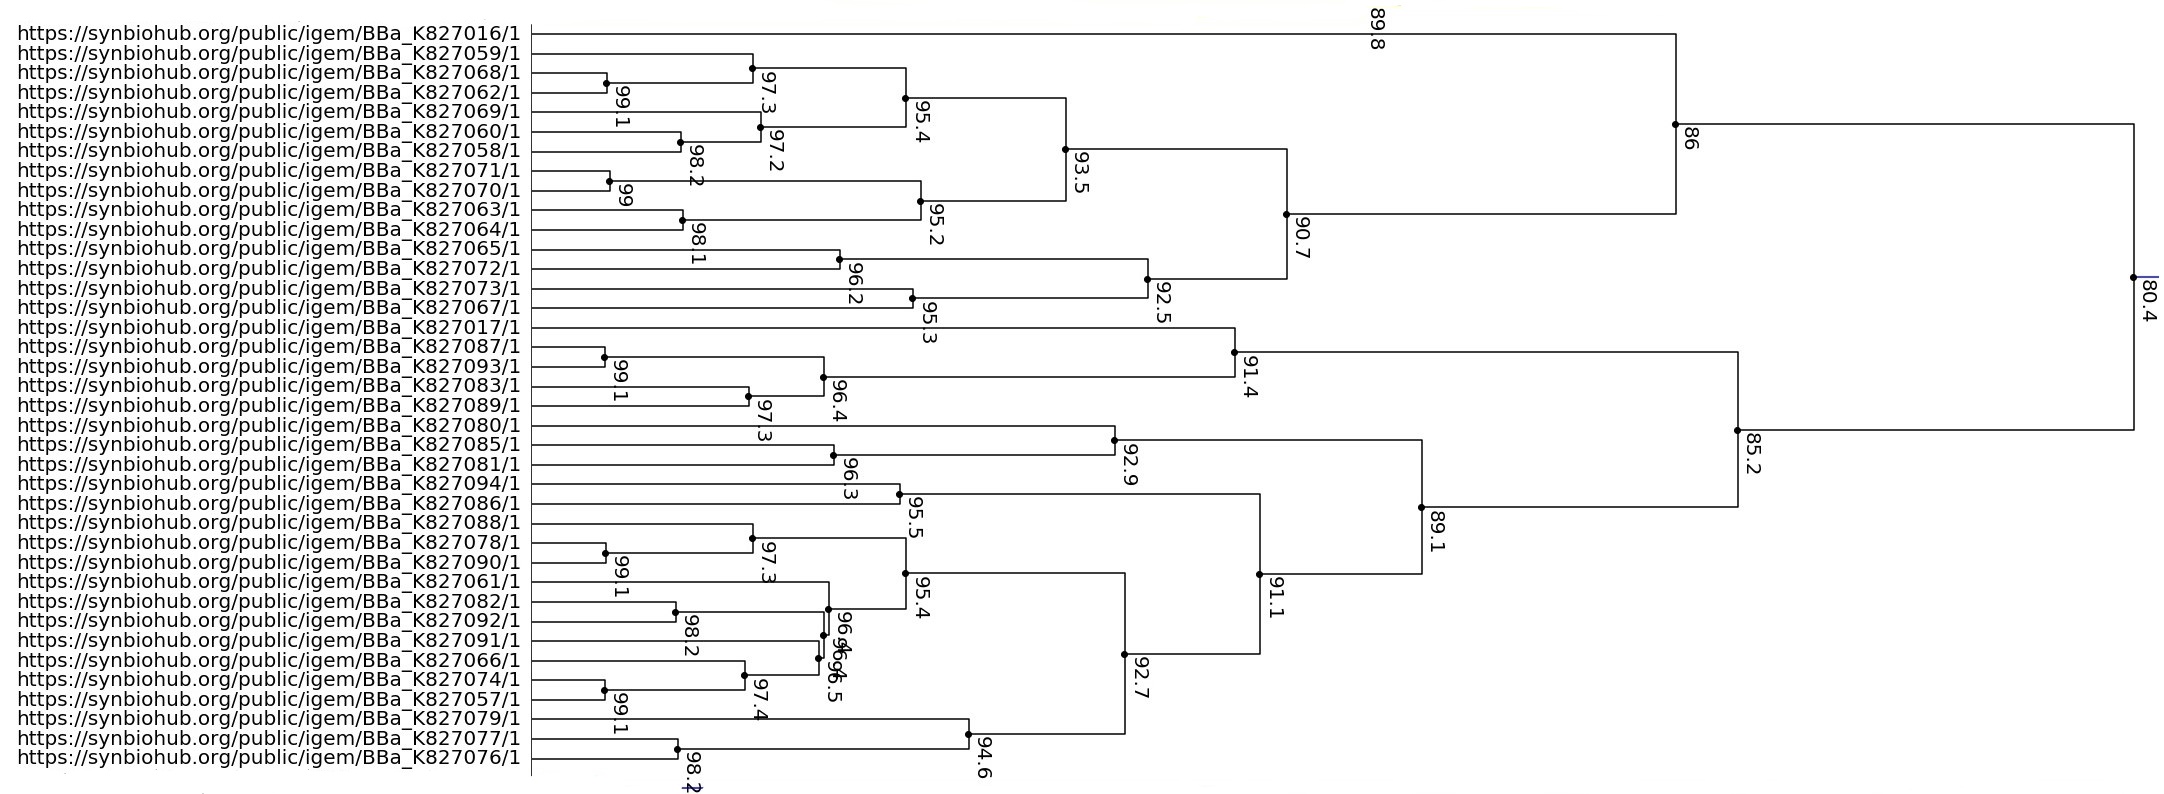 89.8
https://synbiohub.org/public/igem/BBa_K827016/1
https://synbiohub.org/public/igem/BBa_K827059/1
https://synbiohub.org/public/igem/BBa_K827068/1
https://synbiohub.org/public/igem/BBa_K827062/1
https://synbiohub.org/public/igem/BBa_K827069/1
https://synbiohub.org/public/igem/BBa_K827060/1
https://synbiohub.org/public/igem/BBa_K827058/1
https://synbiohub.org/public/igem/BBa_K827071/1
https://synbiohub.org/public/igem/BBa_K827070/1
https://synbiohub.org/public/igem/BBa_K827063/1
https://synbiohub.org/public/igem/BBa_K827064/1
https://synbiohub.org/public/igem/BBa_K827065/1
https://synbiohub.org/public/igem/BBa_K827072/1
https://synbiohub.org/public/igem/BBa_K827073/1
https://synbiohub.org/public/igem/BBa_K827067/1
https://synbiohub.org/public/igem/BBa_K827017/1
https://synbiohub.org/public/igem/BBa_K827087/1
https://synbiohub.org/public/igem/BBa_K827093/1
https://synbiohub.org/public/igem/BBa_K827083/1
https://synbiohub.org/public/igem/BBa_K827089/1
https://synbiohub.org/public/igem/BBa_K827080/1
https://synbiohub.org/public/igem/BBa_K827085/1
https://synbiohub.org/public/igem/BBa_K827081/1
https://synbiohub.org/public/igem/BBa_K827094/1
https://synbiohub.org/public/igem/BBa_K827086/1
https://synbiohub.org/public/igem/BBa_K827088/1
https://synbiohub.org/public/igem/BBa_K827078/1
https://synbiohub.org/public/igem/BBa_K827090/1
https://synbiohub.org/public/igem/BBa_K827061/1
https://synbiohub.org/public/igem/BBa_K827082/1
https://synbiohub.org/public/igem/BBa_K827092/1
https://synbiohub.org/public/igem/BBa_K827091/1
https://synbiohub.org/public/igem/BBa_K827066/1
https://synbiohub.org/public/igem/BBa_K827074/1
https://synbiohub.org/public/igem/BBa_K827057/1
https://synbiohub.org/public/igem/BBa_K827079/1
https://synbiohub.org/public/igem/BBa_K827077/1
https://synbiohub.org/public/igem/BBa_K827076/1
97.3
99.1
95.4
97.2
86
98.2
93.5
99
95.2
90.7
98.1
96.2
80.4
92.5
95.3
91.4
99.1
96.4
97.3
85.2
92.9
96.3
95.5
89.1
97.3
99.1
95.4
91.1
96.4
98.2
96.4
96.5
92.7
97.4
99.1
94.6
98.2